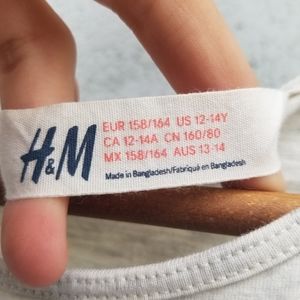 H&M
EUR 158/164 US 12-14Y
CA 12-14A CN 160/80
MX 158/164 AUS 13-14
Made in Bangladesh/Fabriqué en Bangladesh